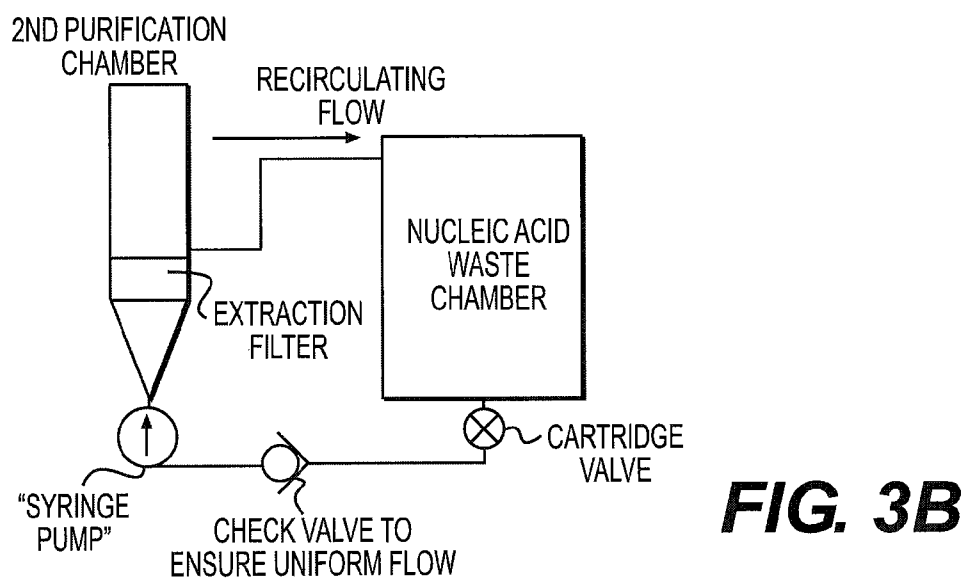 2ND PURIFICATION
CHAMBER
RECIRCULATING
FLOW
NUCLEIC ACID
WASTE
CHAMBER
EXTRACTION
FILTER
CARTRIDGE
VALVE
"SYRINGE
PUMP"
CHECK VALVE TO
ENSURE UNIFORM FLOW
FIG. 3B